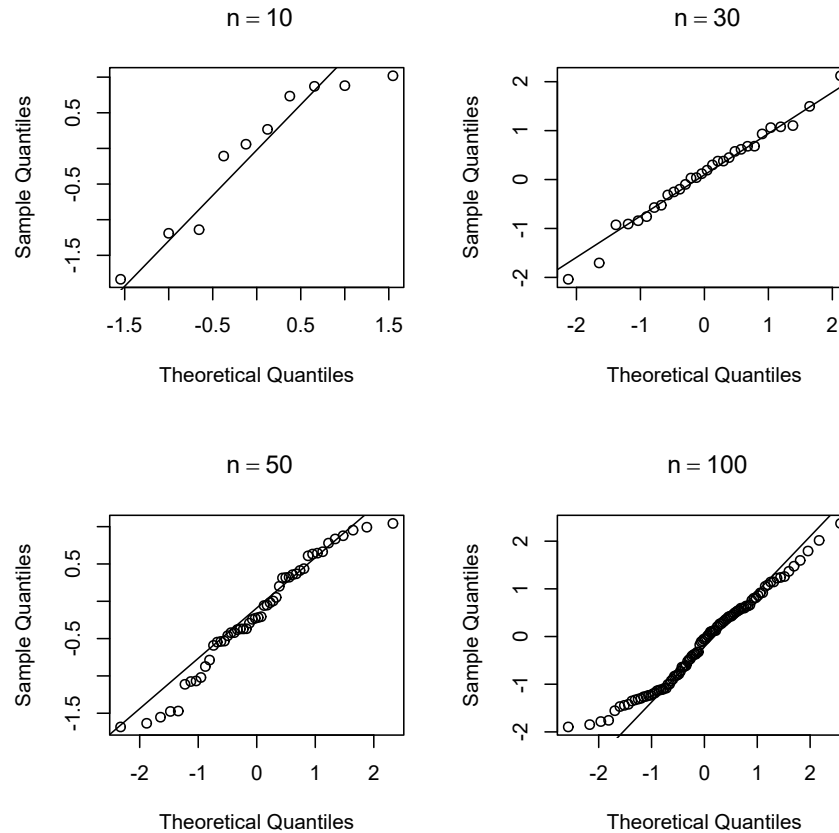 n = 10
Sample Quantiles
0.5
-0.5
-1.5
-1.5 -0.5 0.5 1.5
Theoretical Quantiles
n = 30
Sample Quantiles
2
1
0
-1
-2
-2 -1 0 1 2
Theoretical Quantiles
n = 50
Sample Quantiles
0.5
-0.5
-1.5
-2 -1 0 1 2
Theoretical Quantiles
n = 100
Sample Quantiles
2
1
0
-1
-2
-2 -1 0 1 2
Theoretical Quantiles